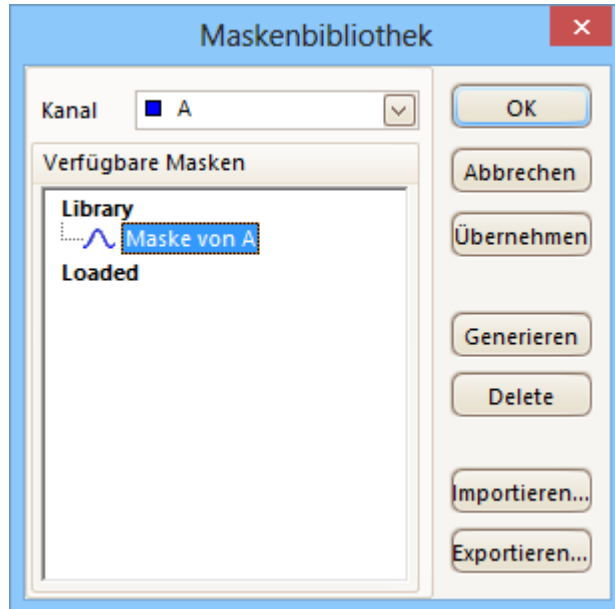 Maskenbibliothek
Kanal A
Verfügbare Masken
Library
Maske von A
Loaded
OK
Abbrechen
Übernehmen
Generieren
Delete
Importieren...
Exportieren...